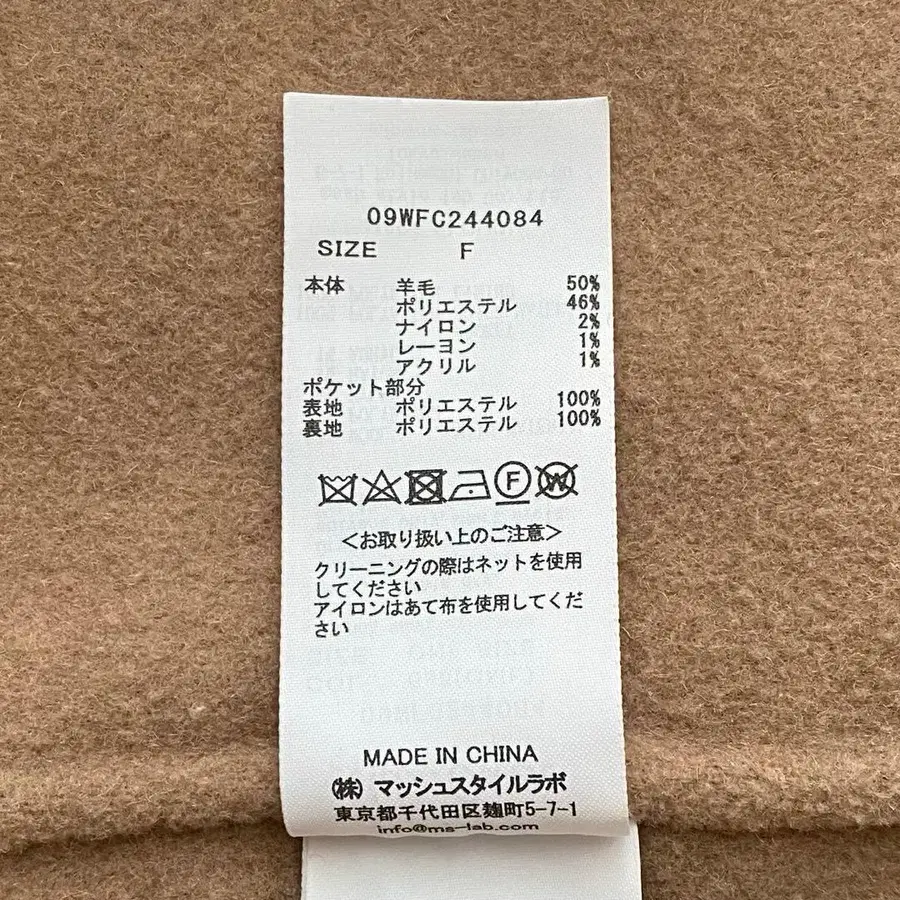 09WFC244084
SIZE F
本体 羊毛 50%
ポリエステル 46%
ナイロン 2%
レーヨン 1%
アクリル 1%
ポケット部分
表地 ポリエステル 100%
裏地 ポリエステル 100%
F W
<お取り扱い上のご注意>
クリーニングの際はネットを使用
してください
アイロンはあて布を使用してくだ
さい
MADE IN CHINA
㈱ マッシュスタイルラボ
東京都千代田区麹町5-7-1
info@ms-lab.com